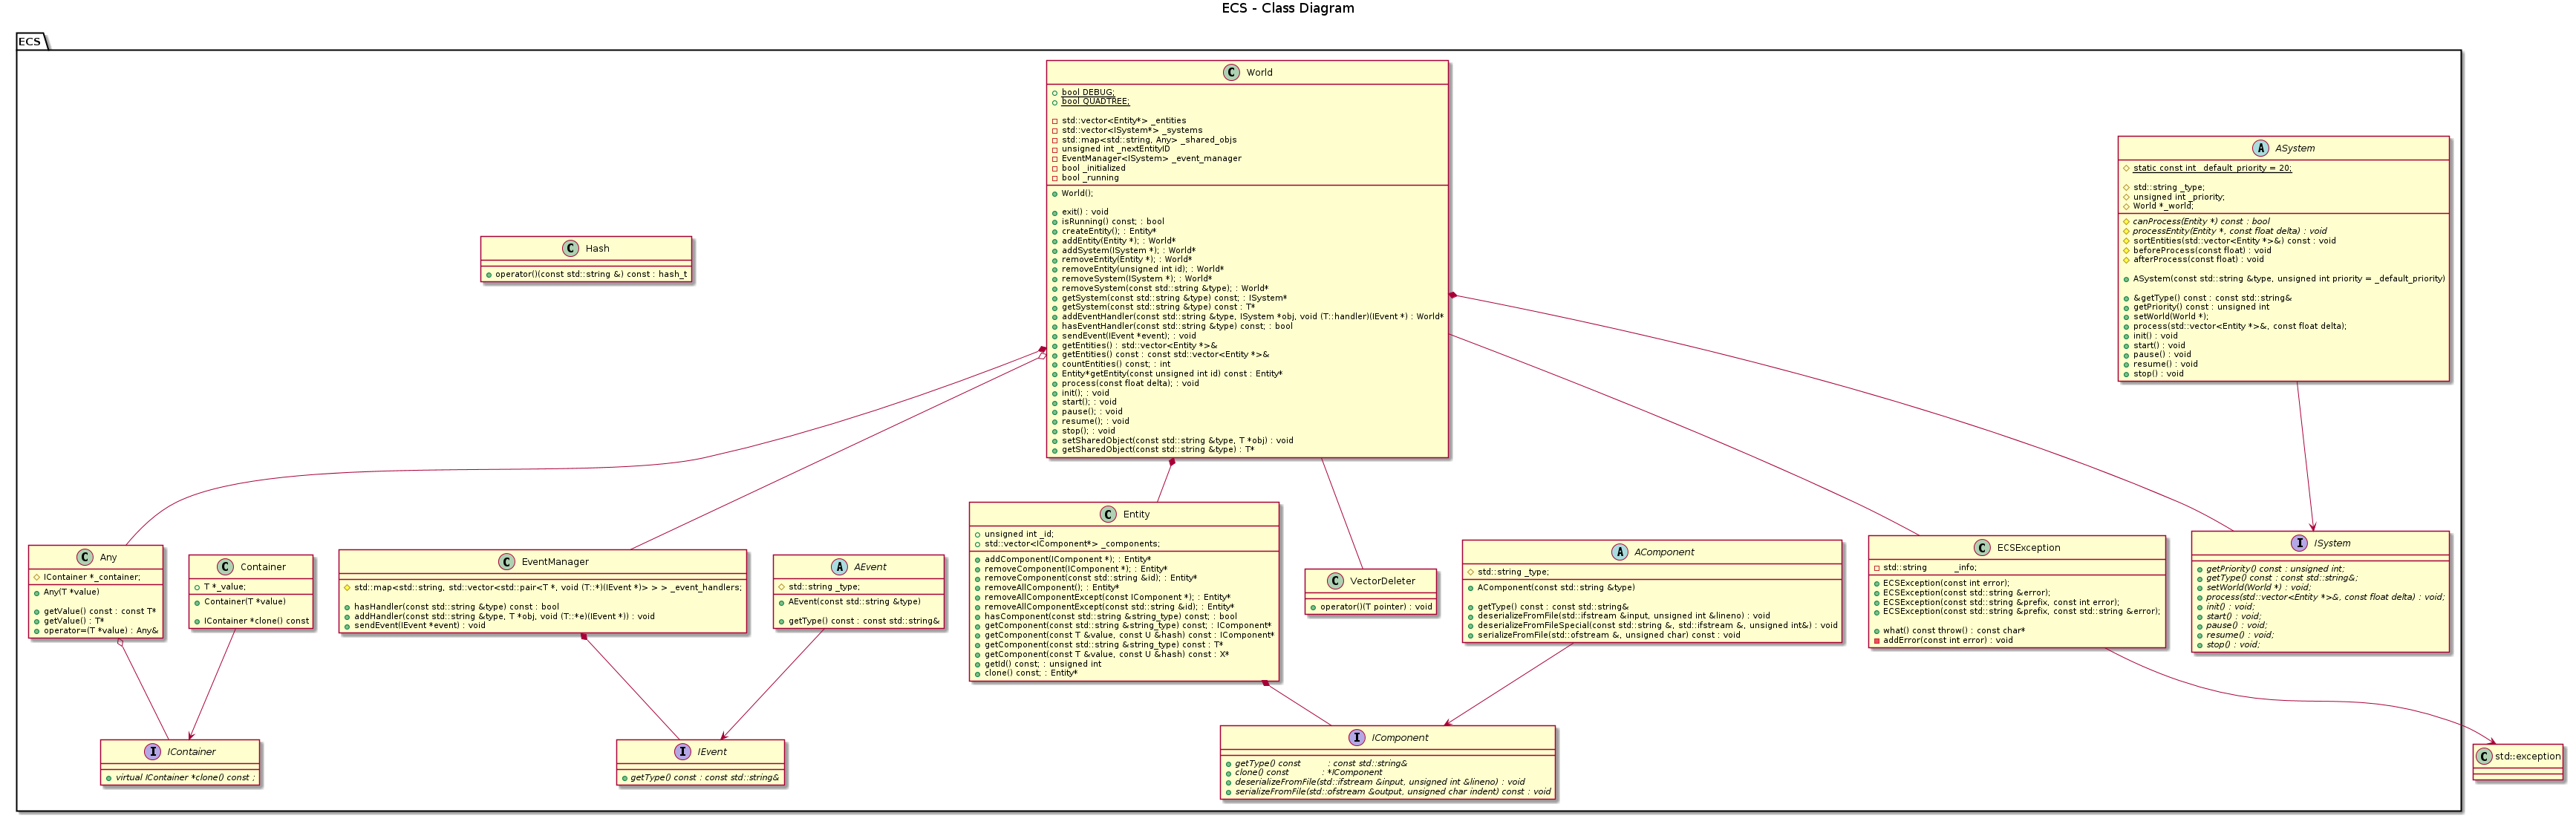 ECS - Class Diagram
ECS
C World
bool DEBUG;
bool QUADTREE;
std::vector<Entity*> _entities
std::vector<ISystem*> _systems
std::map<std::string, Any> _shared_objs
unsigned int _nextEntityID
EventManager<ISystem> _event_manager
bool _initialized
bool _running
World();
exit() : void
isRunning() const; : bool
createEntity(); : Entity*
addEntity(Entity *); : World*
addSystem(ISystem *); : World*
removeEntity(Entity *); : World*
removeEntity(unsigned int id); : World*
removeSystem(ISystem *); : World*
removeSystem(const std::string &type); : World*
getSystem(const std::string &type) const; : ISystem*
getSystem(const std::string &type) const : T*
addEventHandler(const std::string &type, ISystem *obj, void (T::handler)(IEvent *) : World*
hasEventHandler(const std::string &type) const; : bool
sendEvent(IEvent *event); : void
getEntities() : std::vector<Entity *>&
getEntities() const : const std::vector<Entity *>&
countEntities() const; : int
Entity*getEntity(const unsigned int id) const : Entity*
process(const float delta); : void
init(); : void
start(); : void
pause(); : void
resume(); : void
stop(); : void
setSharedObject(const std::string &type, T *obj) : void
getSharedObject(const std::string &type) : T*
A ASystem
static const int _default_priority = 20;
std::string _type;
unsigned int _priority;
World *_world;
canProcess(Entity *) const : bool
processEntity(Entity *, const float delta) : void
sortEntities(std::vector<Entity *>&) const : void
beforeProcess(const float) : void
afterProcess(const float) : void
ASystem(const std::string &type, unsigned int priority = _default_priority)
&getType() const : const std::string&
getPriority() const : unsigned int
setWorld(World *);
process(std::vector<Entity *>&, const float delta);
init() : void
start() : void
pause() : void
resume() : void
stop() : void
C Hash
operator()(const std::string &) const : hash_t
C Any
IContainer *_container;
Any(T *value)
getValue() const : const T*
getValue() : T*
operator=(T *value) : Any&
C Container
T *_value;
Container(T *value)
IContainer *clone() const
C EventManager
std::map<std::string, std::vector<std::pair<T *, void (T::*)(IEvent *)> > > _event_handlers;
hasHandler(const std::string &type) const : bool
addHandler(const std::string &type, T *obj, void (T::*e)(IEvent *)) : void
sendEvent(IEvent *event) : void
A AEvent
std::string _type;
AEvent(const std::string &type)
getType() const : const std::string&
C Entity
unsigned int _id;
std::vector<IComponent*> _components;
addComponent(IComponent *); : Entity*
removeComponent(IComponent *); : Entity*
removeComponent(const std::string &id); : Entity*
removeAllComponent(); : Entity*
removeAllComponentExcept(const IComponent *); : Entity*
removeAllComponentExcept(const std::string &id); : Entity*
hasComponent(const std::string &string_type) const; : bool
getComponent(const std::string &string_type) const; : IComponent*
getComponent(const T &value, const U &hash) const : IComponent*
getComponent(const std::string &string_type) const : T*
getComponent(const T &value, const U &hash) const : X*
getId() const; : unsigned int
clone() const; : Entity*
C VectorDeleter
operator()(T pointer) : void
A AComponent
std::string _type;
AComponent(const std::string &type)
getType() const : const std::string&
deserializeFromFile(std::ifstream &input, unsigned int &lineno) : void
deserializeFromFileSpecial(const std::string &, std::ifstream &, unsigned int&) : void
serializeFromFile(std::ofstream &, unsigned char) const : void
C ECSException
std::string _info;
ECSException(const int error);
ECSException(const std::string &error);
ECSException(const std::string &prefix, const int error);
ECSException(const std::string &prefix, const std::string &error);
what() const throw() : const char*
addError(const int error) : void
I ISystem
getPriority() const : unsigned int;
getType() const : const std::string&;
setWorld(World *) : void;
process(std::vector<Entity *>&, const float delta) : void;
init() : void;
start() : void;
pause() : void;
resume() : void;
stop() : void;
I IContainer
virtual IContainer *clone() const ;
I IEvent
getType() const : const std::string&
I IComponent
getType() const : const std::string&
clone() const : *IComponent
deserializeFromFile(std::ifstream &input, unsigned int &lineno) : void
serializeFromFile(std::ofstream &output, unsigned char indent) const : void
C std::exception